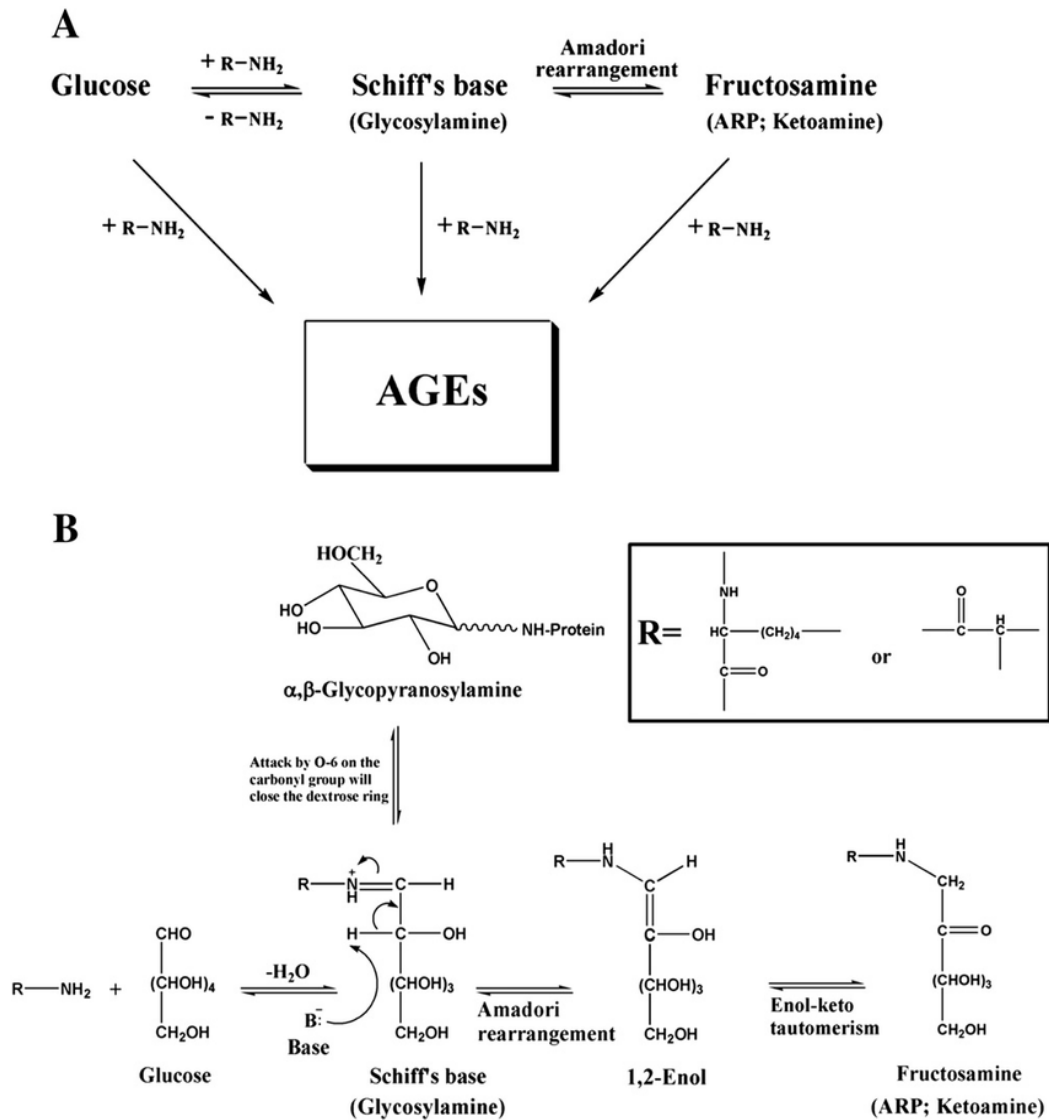 A
Glucose
+ R–NH2
- R–NH2
Schiff's base
(Glycosylamine)
Amadori
rearrangement
Fructosamine
(ARP; Ketoamine)
+ R–NH2
+ R–NH2
+ R–NH2
AGEs
B
HOCH2
O
HO
HO
OH
NH-Protein
α,β-Glycopyranosylamine
R=
NH
HC
(CH2)4
C=O
or
O
C
H
C
Attack by O-6 on the
carbonyl group will
close the dextrose ring
R—NH2
+
CHO
(CHOH)4
CH2OH
Glucose
-H2O
B:-
Base
R
+
N=C—H
H
H—C—OH
(CHOH)3
CH2OH
Schiff's base
(Glycosylamine)
Amadori
rearrangement
R
H
N
H
C
C—OH
(CHOH)3
CH2OH
1,2-Enol
Enol-keto
tautomerism
R
H
N
CH2
C=O
(CHOH)3
CH2OH
Fructosamine
(ARP; Ketoamine)